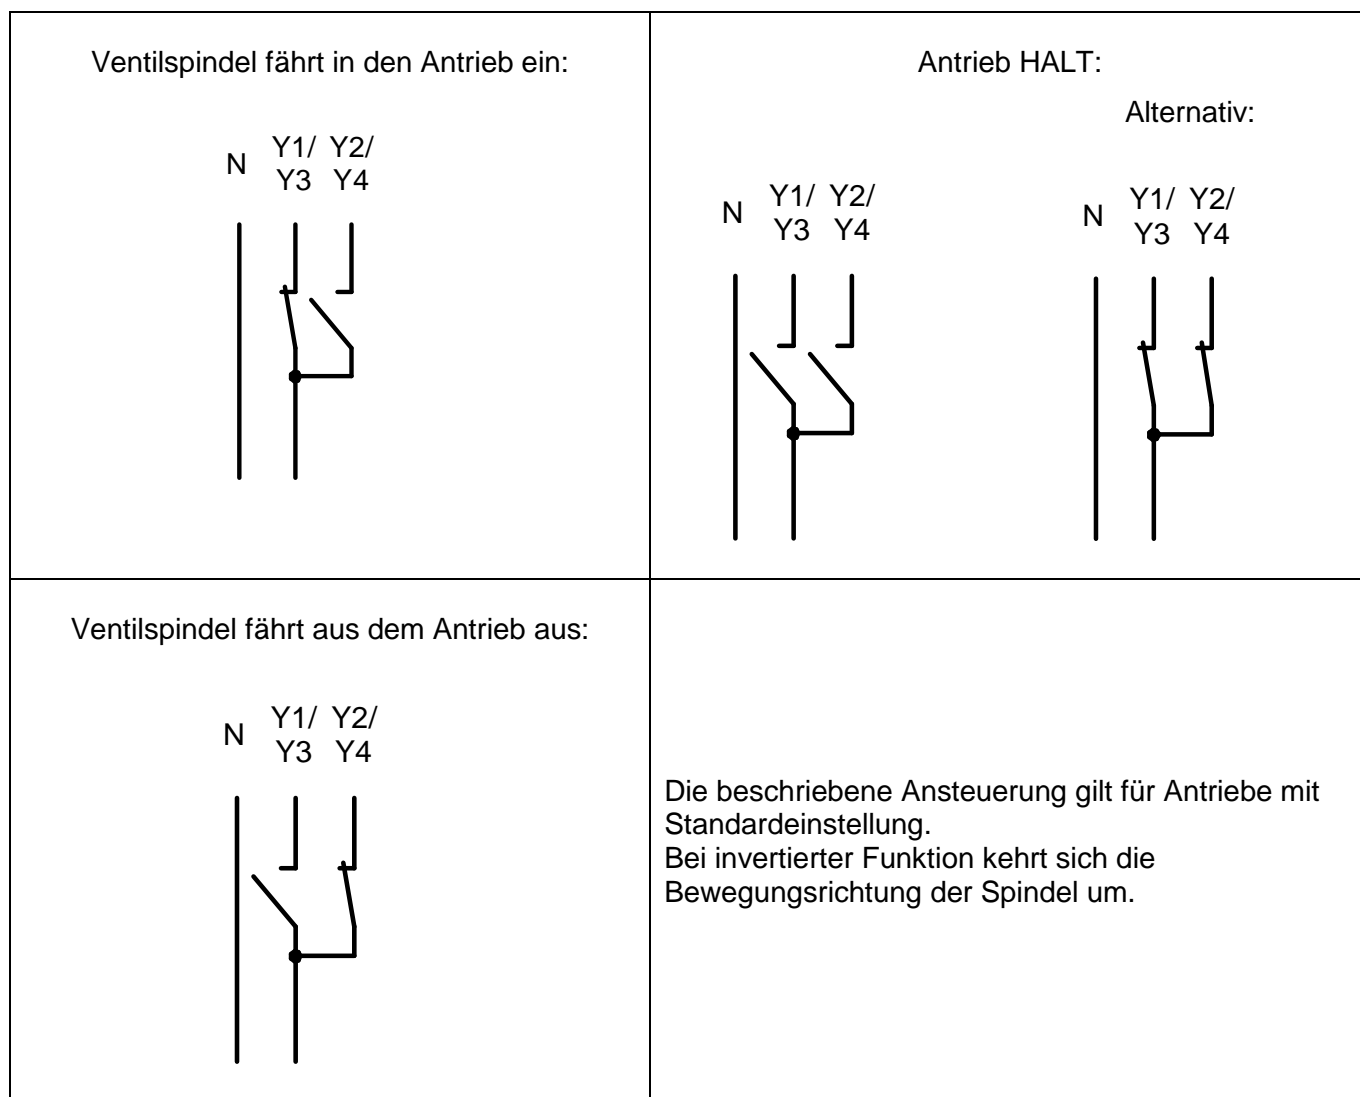 Ventilspindel fährt in den Antrieb ein:
N Y1/ Y2/
Y3 Y4
Antrieb HALT:
Alternativ:
N Y1/ Y2/
Y3 Y4
N Y1/ Y2/
Y3 Y4
Ventilspindel fährt aus dem Antrieb aus:
N Y1/ Y2/
Y3 Y4
Die beschriebene Ansteuerung gilt für Antriebe mit
Standardeinstellung.
Bei invertierter Funktion kehrt sich die
Bewegungsrichtung der Spindel um.